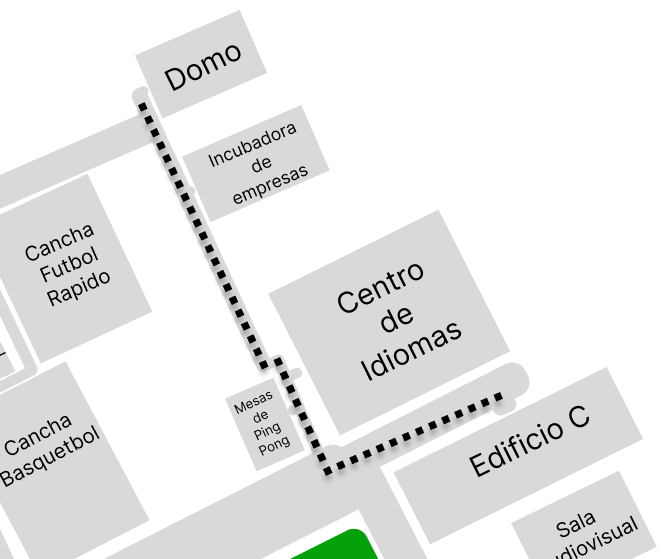 Domo
Incubadora
de
empresas
Cancha
Futbol
Rapido
Centro
de
Idiomas
Mesas
de
Ping
Pong
Cancha
Basquetbol
Edificio C
Sala